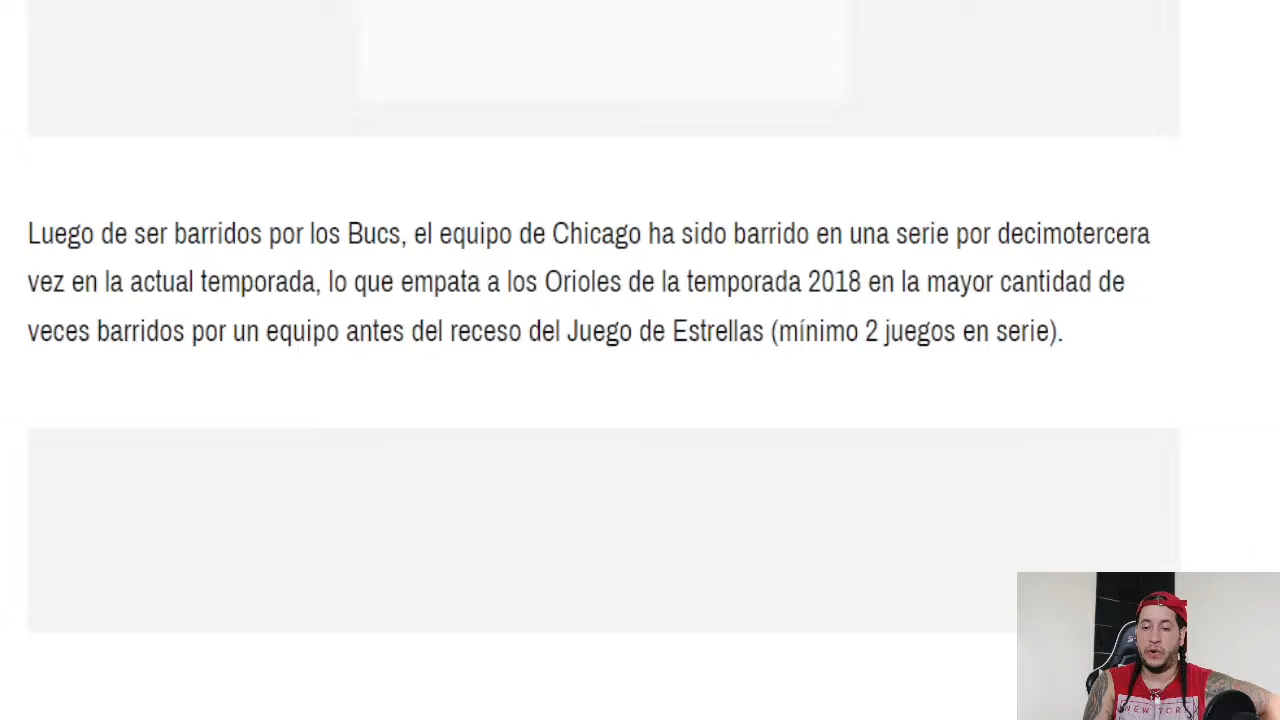 Luego de ser barridos por los Bucs, el equipo de Chicago ha sido barrido en una serie por decimotercera
vez en la actual temporada, lo que empata a los Orioles de la temporada 2018 en la mayor cantidad de
veces barridos por un equipo antes del receso del Juego de Estrellas (mínimo 2 juegos en serie).
NEW YORK